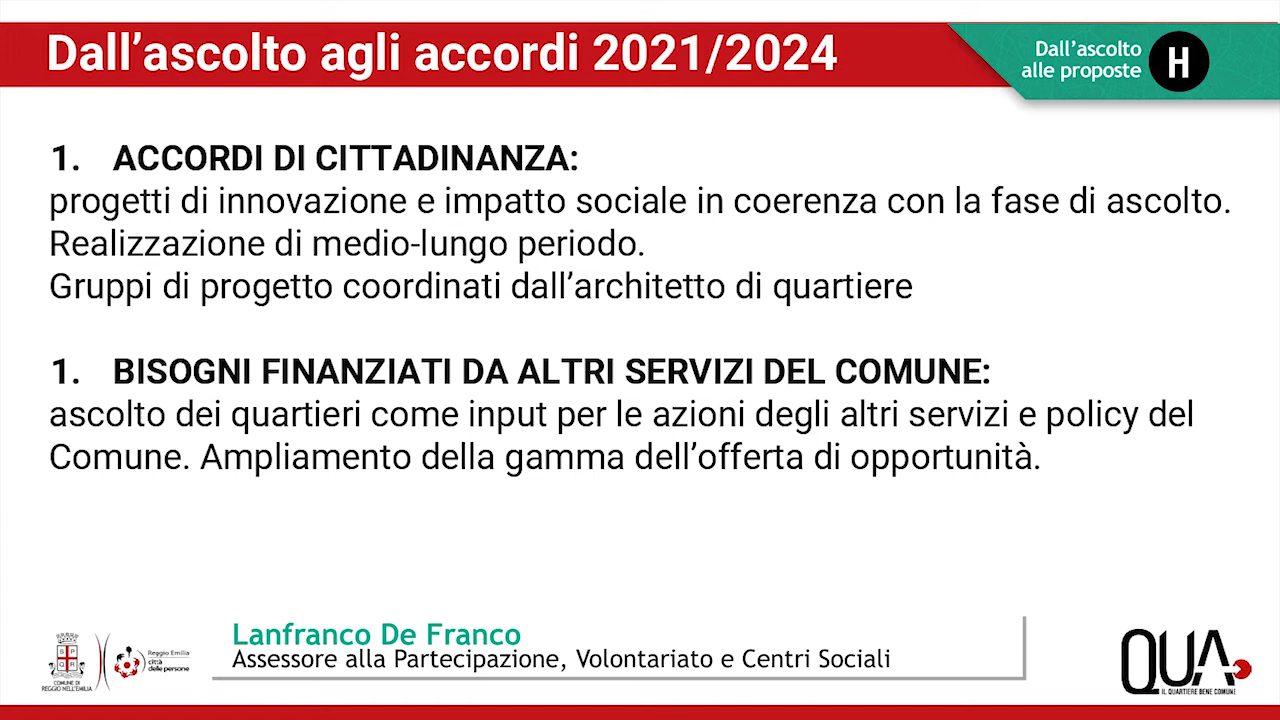 Dall’ascolto agli accordi 2021/2024
Dall’ascolto
alle proposte
H
1. ACCORDI DI CITTADINANZA:
progetti di innovazione e impatto sociale in coerenza con la fase di ascolto.
Realizzazione di medio-lungo periodo.
Gruppi di progetto coordinati dall’architetto di quartiere
1. BISOGNI FINANZIATI DA ALTRI SERVIZI DEL COMUNE:
ascolto dei quartieri come input per le azioni degli altri servizi e policy del
Comune. Ampliamento della gamma dell’offerta di opportunità.
Lanfranco De Franco
Assessore alla Partecipazione, Volontariato e Centri Sociali
S P
Q R
COMUNE DI
REGGIO NELL'EMILIA
Reggio Emilia
città
delle persone
QUA
IL QUARTIERE BENE COMUNE